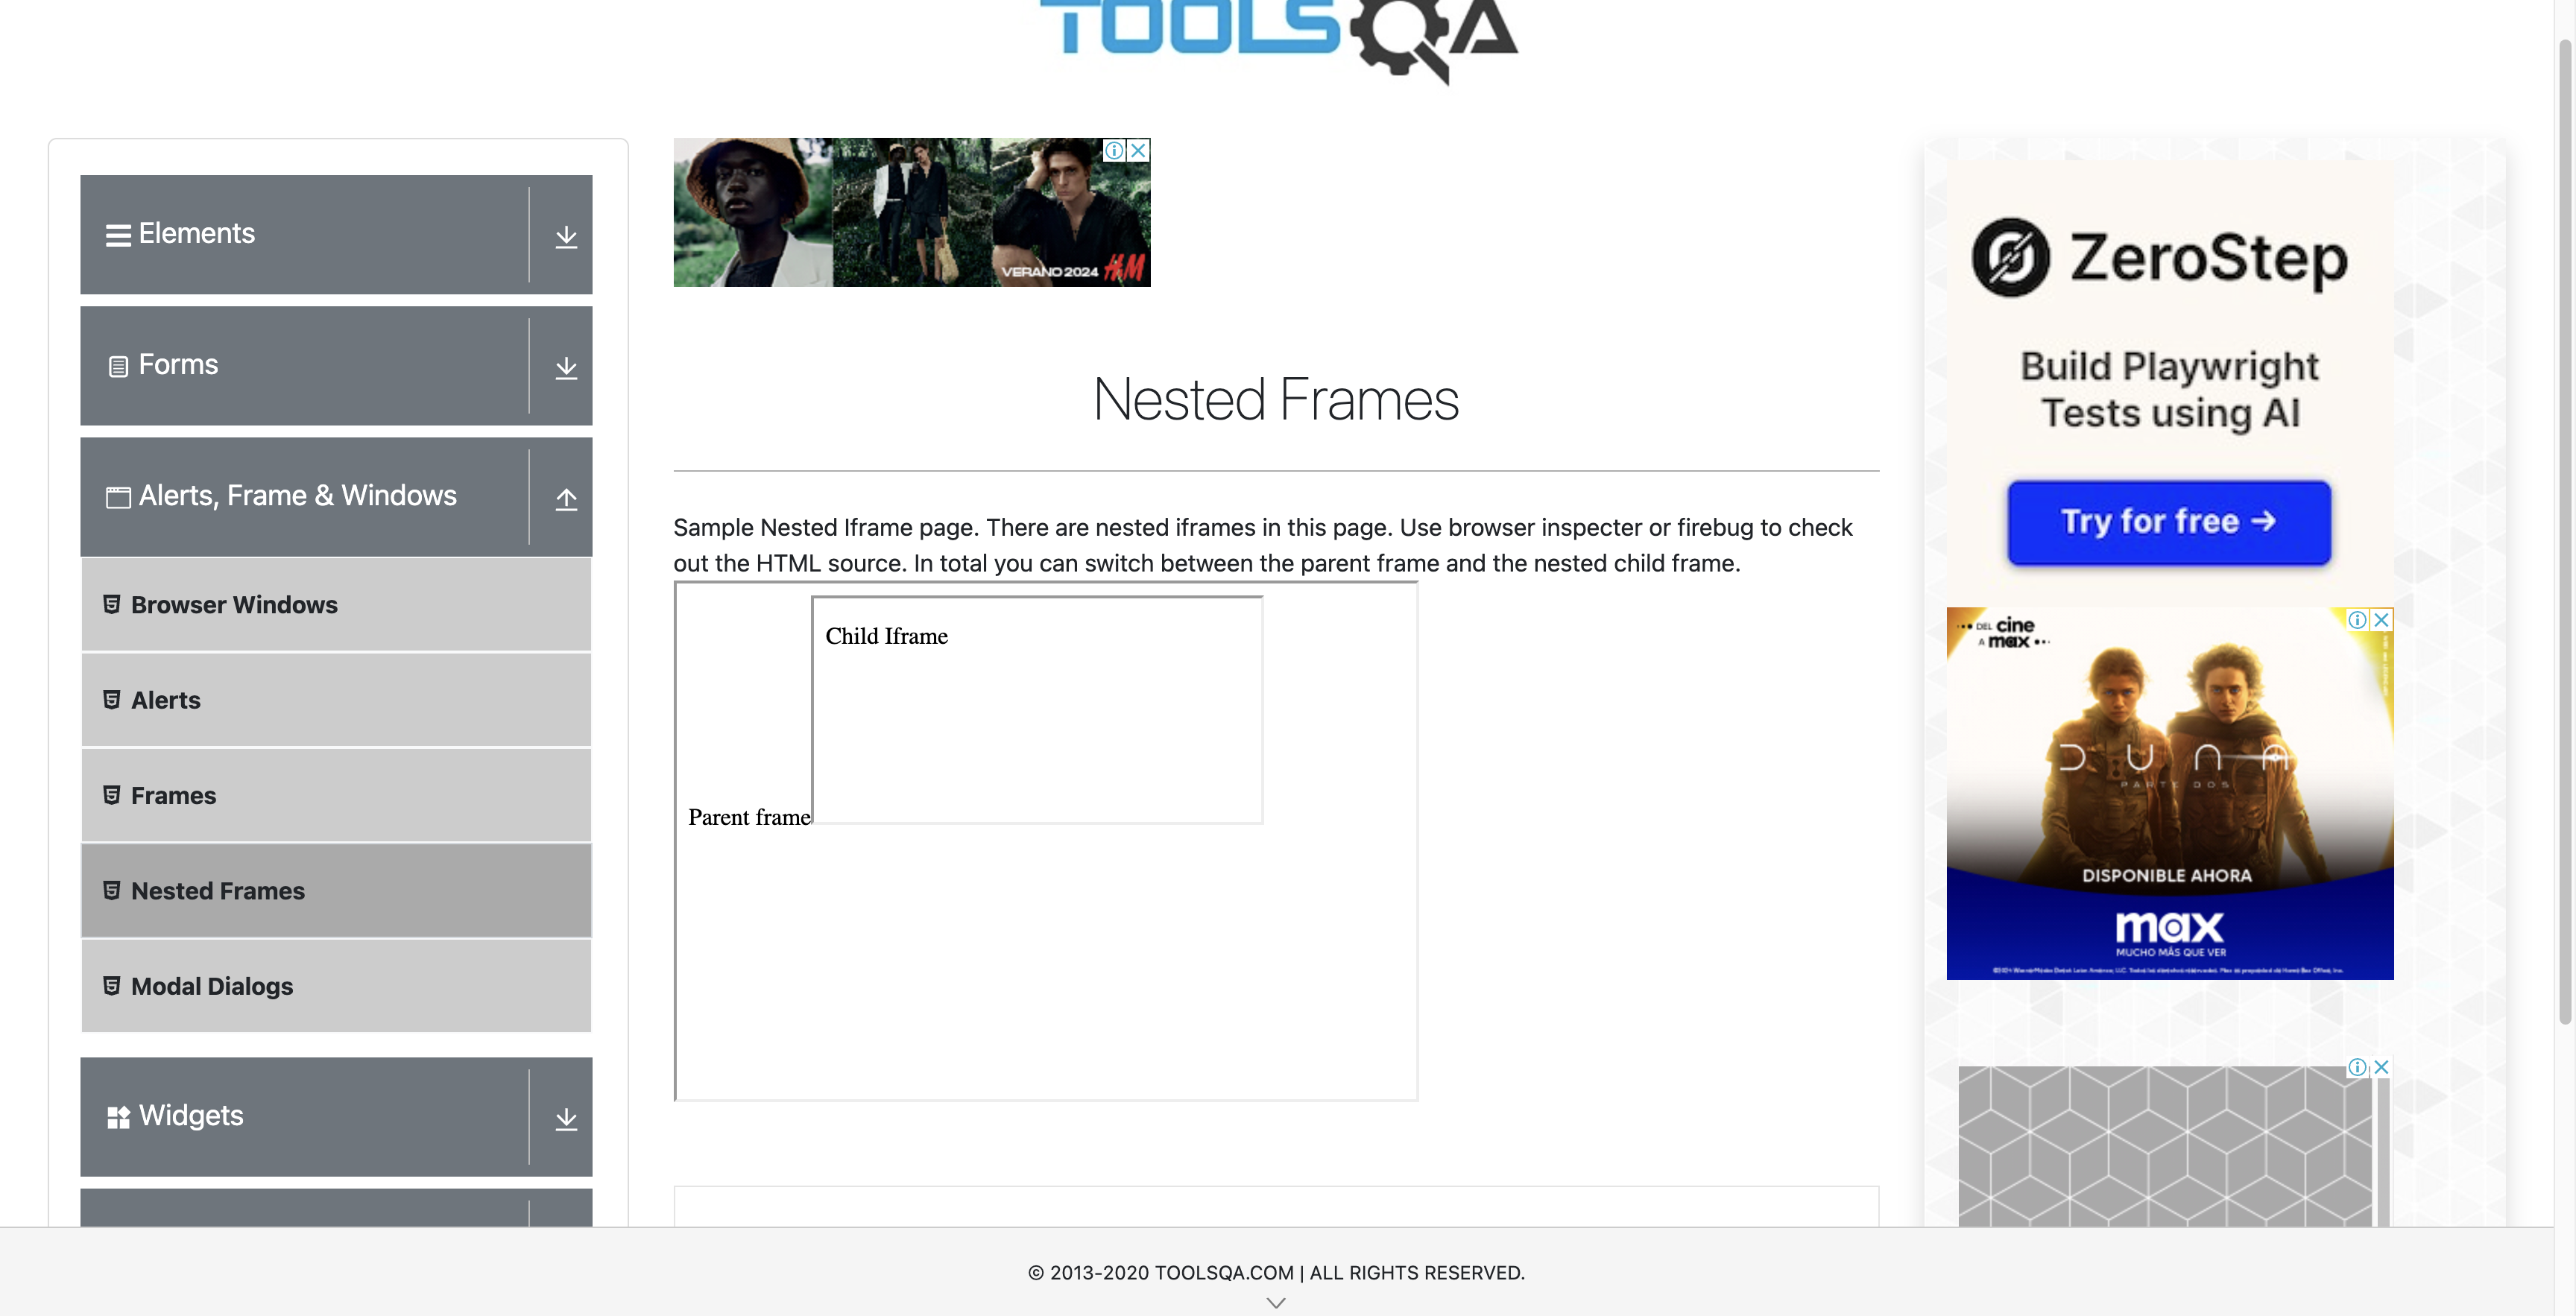 TOOLSQA
Elements
Forms
Alerts, Frame & Windows
Browser Windows
Alerts
Frames
Nested Frames
Modal Dialogs
Widgets
VERANO 2024 H&M
Nested Frames
Sample Nested Iframe page. There are nested iframes in this page. Use browser inspecter or firebug to check
out the HTML source. In total you can switch between the parent frame and the nested child frame.
Child Iframe
Parent frame
ZeroStep
Build Playwright
Tests using AI
Try for free →
DEL cine
A max
DUNA
PARTE DOS
DISPONIBLE AHORA
max
MUCHO MÁS QUE VER
© 2013-2020 TOOLSQA.COM | ALL RIGHTS RESERVED.